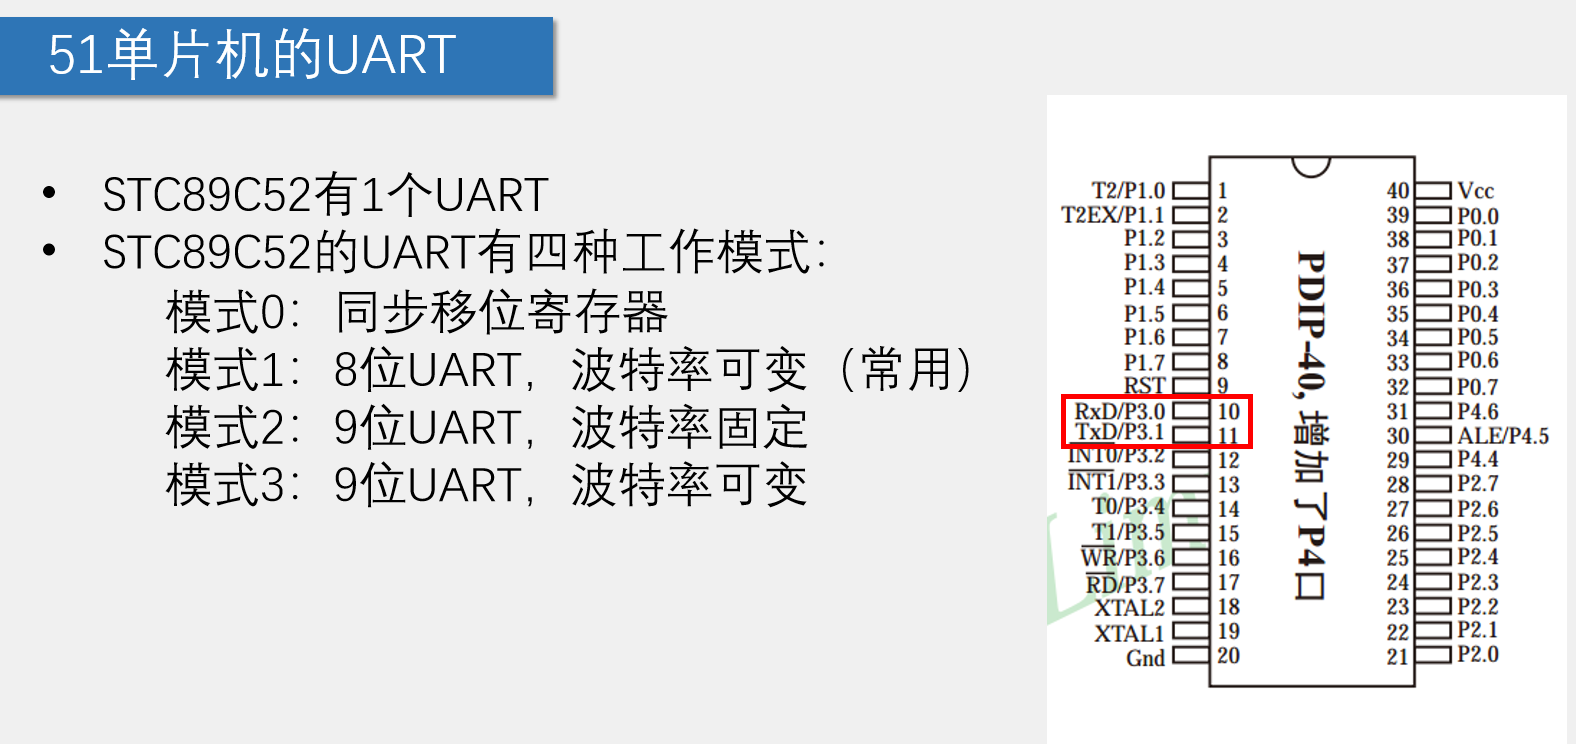 51单片机的UART
• STC89C52有1个UART
• STC89C52的UART有四种工作模式：
模式0：同步移位寄存器
模式1：8位UART，波特率可变（常用）
模式2：9位UART，波特率固定
模式3：9位UART，波特率可变
T2/P1.0 1
T2EX/P1.1 2
P1.2 3
P1.3 4
P1.4 5
P1.5 6
P1.6 7
P1.7 8
RST 9
RxD/P3.0 10
TxD/P3.1 11
INT0/P3.2 12
INT1/P3.3 13
T0/P3.4 14
T1/P3.5 15
WR/P3.6 16
RD/P3.7 17
XTAL2 18
XTAL1 19
Gnd 20
PDIP-40,增加了P4口
40 Vcc
39 P0.0
38 P0.1
37 P0.2
36 P0.3
35 P0.4
34 P0.5
33 P0.6
32 P0.7
31 P4.6
30 ALE/P4.5
29 P4.4
28 P2.7
27 P2.6
26 P2.5
25 P2.4
24 P2.3
23 P2.2
22 P2.1
21 P2.0